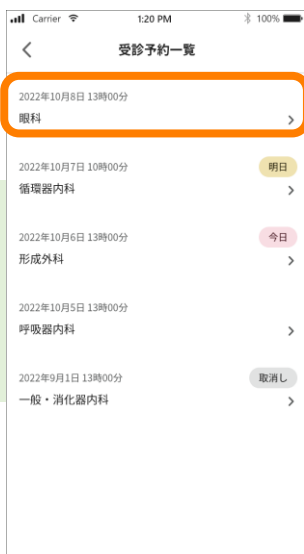 Carrier 1:20 PM 100%
受診予約一覧
2022年10月8日 13時00分
眼科
2022年10月7日 10時00分 明日
循環器内科
2022年10月6日 13時00分 今日
形成外科
2022年10月5日 13時00分
呼吸器内科
2022年9月1日 13時00分 取消し
一般・消化器内科